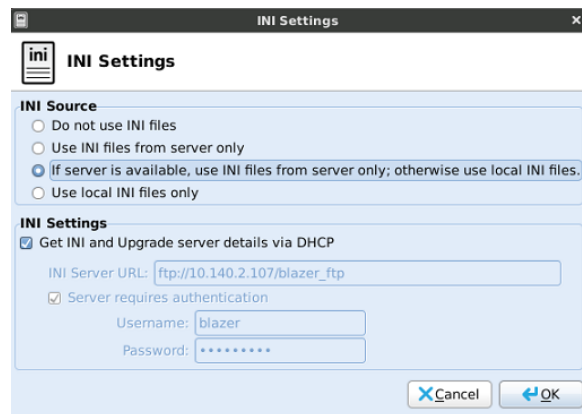 INI Settings
ini
INI Settings
INI Source
Do not use INI files
Use INI files from server only
If server is available, use INI files from server only; otherwise use local INI files.
Use local INI files only
INI Settings
Get INI and Upgrade server details via DHCP
INI Server URL: ftp://10.140.2.107/blazer_ftp
Server requires authentication
Username: blazer
Password: •••••••••
Cancel OK